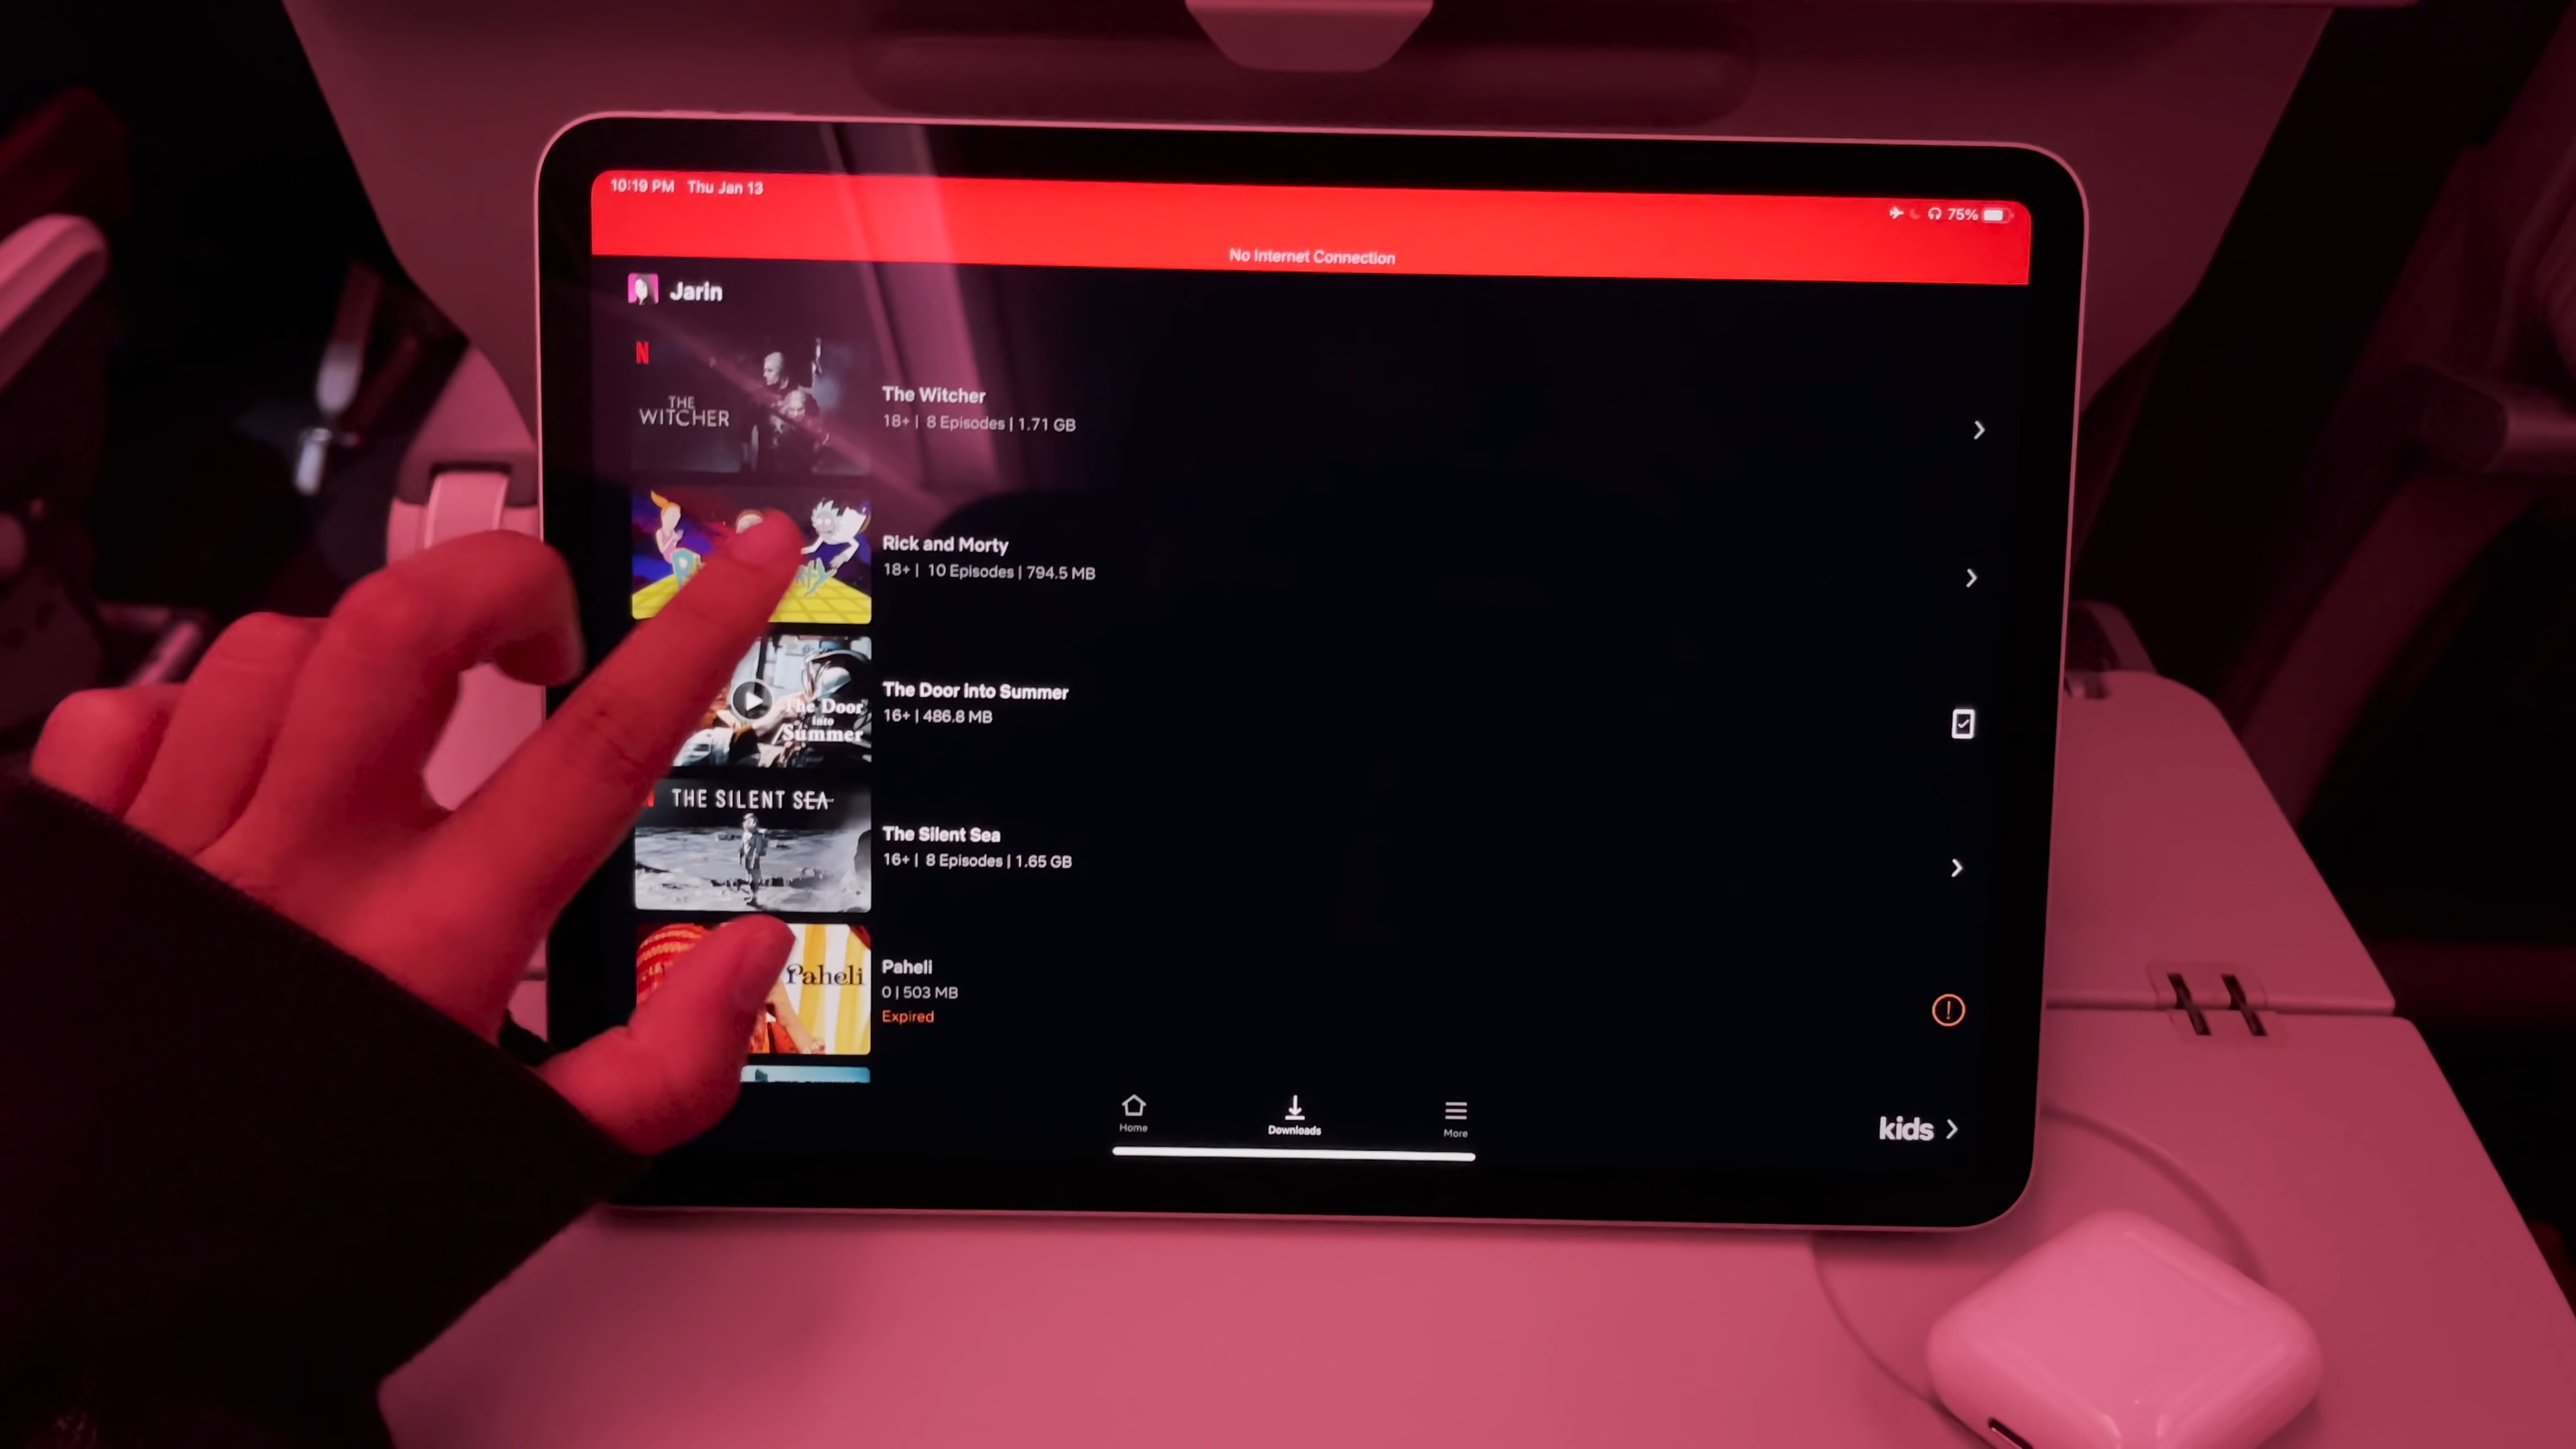 10:19 PM Thu Jan 13
75%
No Internet Connection
Jarin
N
THE
WITCHER
The Witcher
18+ | 8 Episodes | 1.71 GB
Rick and Morty
18+ | 10 Episodes | 794.5 MB
The Door
into
Summer
The Door into Summer
16+ | 486.8 MB
THE SILENT SEA
The Silent Sea
16+ | 8 Episodes | 1.65 GB
Paheli
Paheli
0 | 503 MB
Expired
Home
Downloads
More
kids